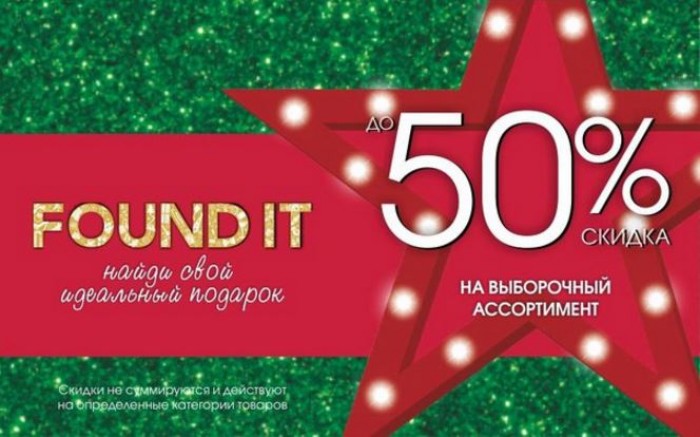 FOUND IT
найди свой
идеальный подарок
ДО
50%
СКИДКА
НА ВЫБОРОЧНЫЙ
АССОРТИМЕНТ
Скидки не суммируются и действуют
на определенные категории товаров